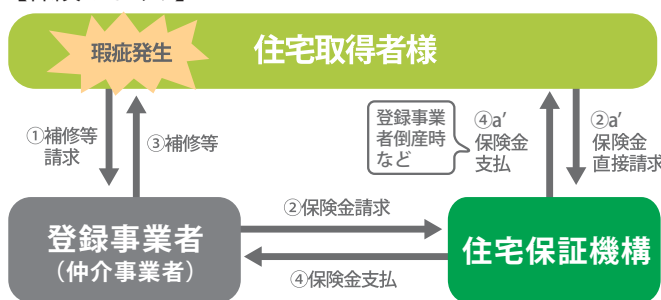 瑕疵発生
住宅取得者様
①補修等
請求
③補修等
登録事業
者倒産時
など
④a’
保険金
支払
②a’
保険金
直接請求
登録事業者
（仲介事業者）
②保険金請求
④保険金支払
住宅保証機構